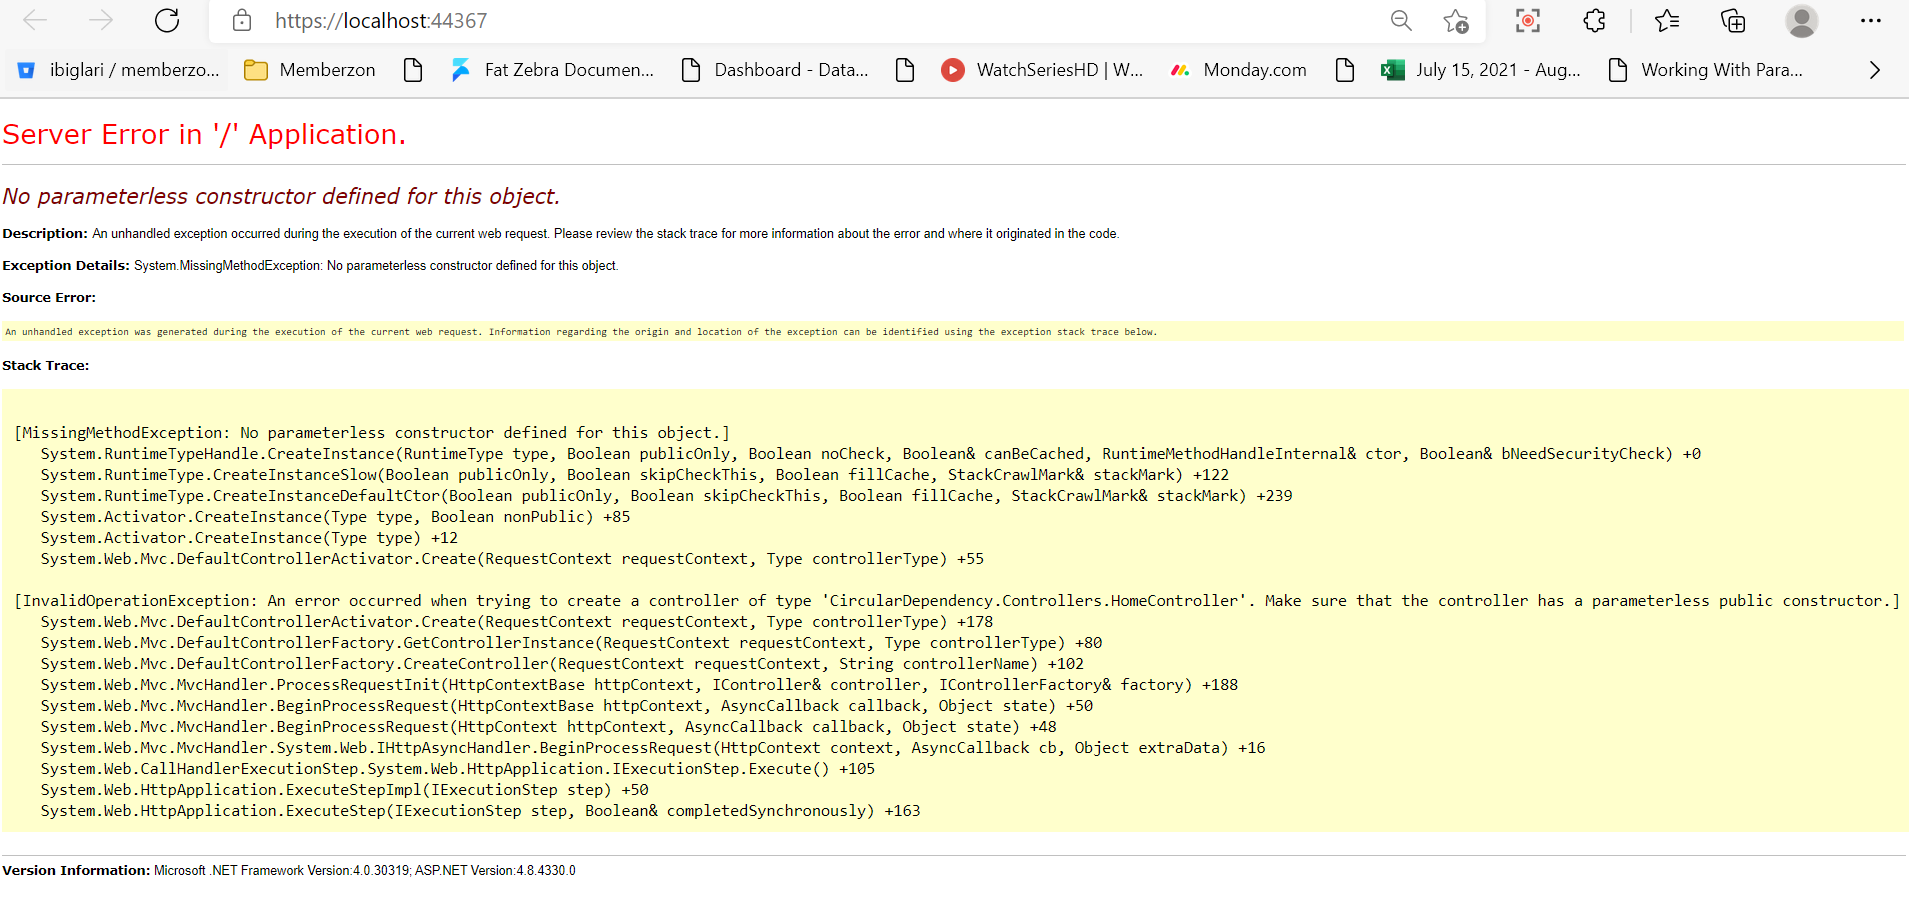 https://localhost:44367
ibiglari / memberzo... Memberzon Fat Zebra Documen... Dashboard - Data... WatchSeriesHD | W... Monday.com July 15, 2021 - Aug... Working With Para...
Server Error in '/' Application.
No parameterless constructor defined for this object.
Description: An unhandled exception occurred during the execution of the current web request. Please review the stack trace for more information about the error and where it originated in the code.
Exception Details: System.MissingMethodException: No parameterless constructor defined for this object.
Source Error:
An unhandled exception was generated during the execution of the current web request. Information regarding the origin and location of the exception can be identified using the exception stack trace below.
Stack Trace:
[MissingMethodException: No parameterless constructor defined for this object.]
System.RuntimeTypeHandle.CreateInstance(RuntimeType type, Boolean publicOnly, Boolean noCheck, Boolean& canBeCached, RuntimeMethodHandleInternal& ctor, Boolean& bNeedSecurityCheck) +0
System.RuntimeType.CreateInstanceSlow(Boolean publicOnly, Boolean skipCheckThis, Boolean fillCache, StackCrawlMark& stackMark) +122
System.RuntimeType.CreateInstanceDefaultCtor(Boolean publicOnly, Boolean skipCheckThis, Boolean fillCache, StackCrawlMark& stackMark) +239
System.Activator.CreateInstance(Type type, Boolean nonPublic) +85
System.Activator.CreateInstance(Type type) +12
System.Web.Mvc.DefaultControllerActivator.Create(RequestContext requestContext, Type controllerType) +55
[InvalidOperationException: An error occurred when trying to create a controller of type 'CircularDependency.Controllers.HomeController'. Make sure that the controller has a parameterless public constructor.]
System.Web.Mvc.DefaultControllerActivator.Create(RequestContext requestContext, Type controllerType) +178
System.Web.Mvc.DefaultControllerFactory.GetControllerInstance(RequestContext requestContext, Type controllerType) +80
System.Web.Mvc.DefaultControllerFactory.CreateController(RequestContext requestContext, String controllerName) +102
System.Web.Mvc.MvcHandler.ProcessRequestInit(HttpContextBase httpContext, IController& controller, IControllerFactory& factory) +188
System.Web.Mvc.MvcHandler.BeginProcessRequest(HttpContextBase httpContext, AsyncCallback callback, Object state) +50
System.Web.Mvc.MvcHandler.BeginProcessRequest(HttpContext httpContext, AsyncCallback callback, Object state) +48
System.Web.Mvc.MvcHandler.System.Web.IHttpAsyncHandler.BeginProcessRequest(HttpContext context, AsyncCallback cb, Object extraData) +16
System.Web.CallHandlerExecutionStep.System.Web.HttpApplication.IExecutionStep.Execute() +105
System.Web.HttpApplication.ExecuteStepImpl(IExecutionStep step) +50
System.Web.HttpApplication.ExecuteStep(IExecutionStep step, Boolean& completedSynchronously) +163
Version Information: Microsoft .NET Framework Version:4.0.30319; ASP.NET Version:4.8.4330.0